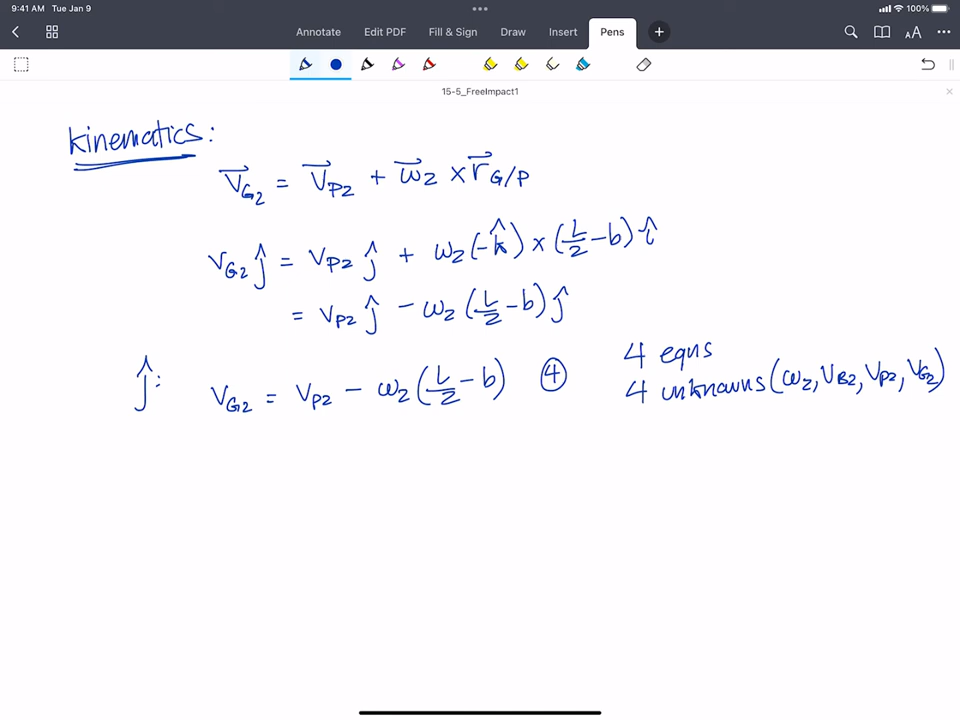 9:41 AM Tue Jan 9
100%
Annotate Edit PDF Fill & Sign Draw Insert Pens +
15-5_FreeImpact1
Kinematics:
V⃗G2 = V⃗P2 + ω⃗2 × r⃗G/P
VG2 ĵ = VP2 ĵ + ω2(-k̂) × (L/2 - b) î
= VP2 ĵ - ω2(L/2 - b) ĵ
ĵ: VG2 = VP2 - ω2(L/2 - b) ④
4 eqns
4 unknowns (ω2, VB2, VP2, VG2)